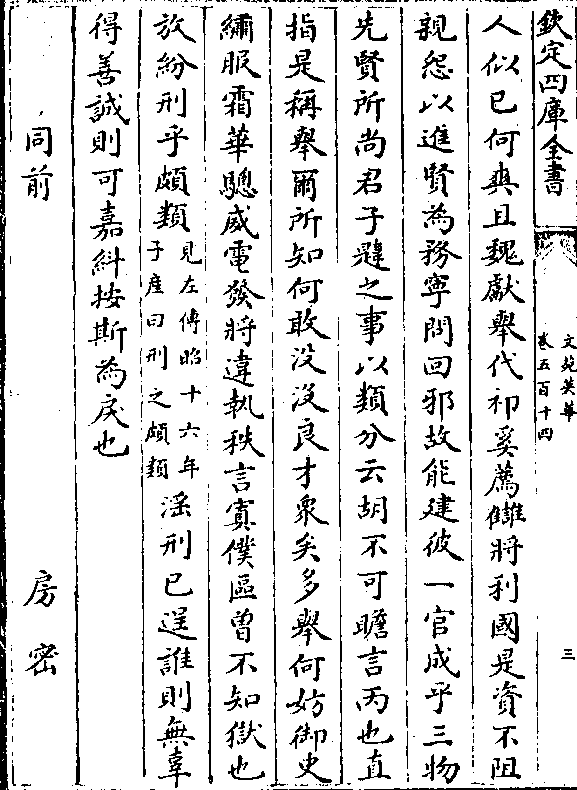 欽定四庫全書
文苑英華
卷五百十四
三
人似已何爽且魏獻舉代祁奚薦讎將利國是資不阻
親怨以進賢為務寧問回邪故能建彼一官成乎三物
先賢所尚君子韙之事以類分云胡不可瞻言丙也直
指是稱舉爾所知何敢没没良才衆矣多舉何妨御史
繡服霜華驄威電發將違執秩言寘僕區曾不知獄也
放紛刑乎頗類見左傳昭十六年子産曰刑之頗類淫刑已逞誰則無辜
得善誠則可嘉糾按斯為戾也
同前
房密